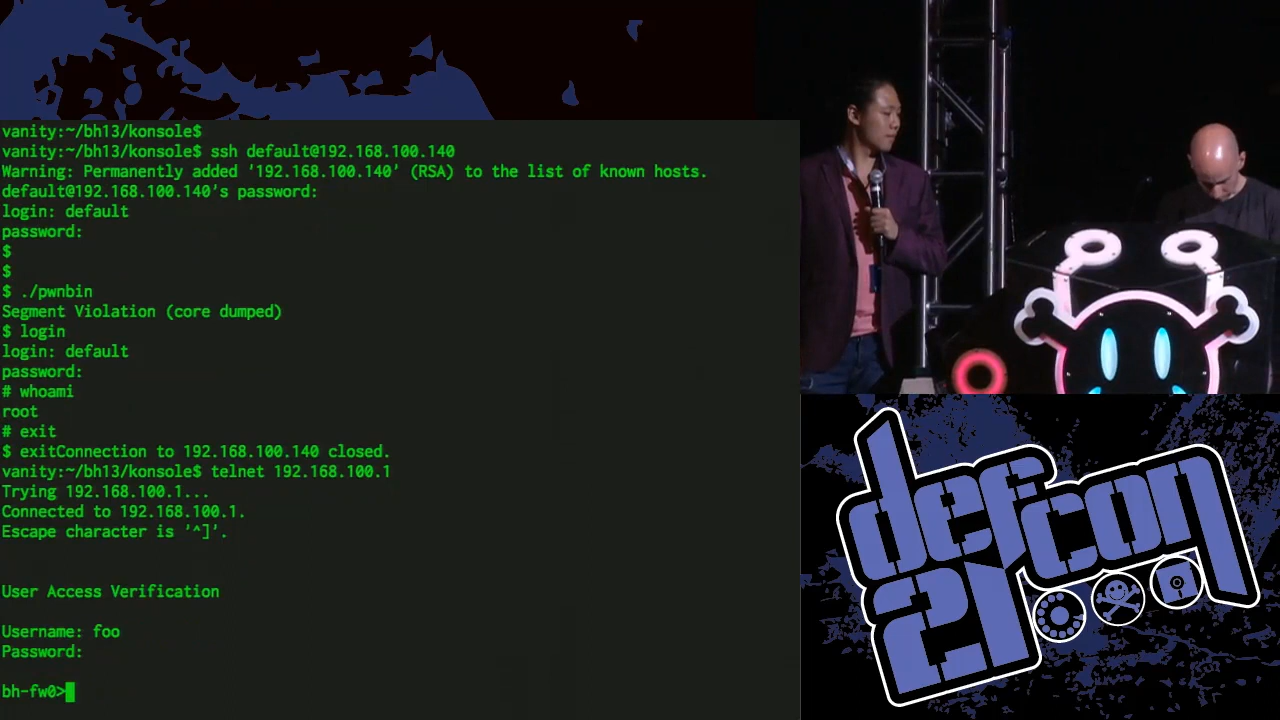 vanity:~/bh13/konsole$
vanity:~/bh13/konsole$ ssh default@192.168.100.140
Warning: Permanently added '192.168.100.140' (RSA) to the list of known hosts.
default@192.168.100.140's password:
login: default
password:
$
$
$ ./pwnbin
Segment Violation (core dumped)
$ login
login: default
password:
# whoami
root
# exit
$ exitConnection to 192.168.100.140 closed.
vanity:~/bh13/konsole$ telnet 192.168.100.1
Trying 192.168.100.1...
Connected to 192.168.100.1.
Escape character is '^]'.
User Access Verification
Username: foo
Password:
bh-fw0>
defcon
21